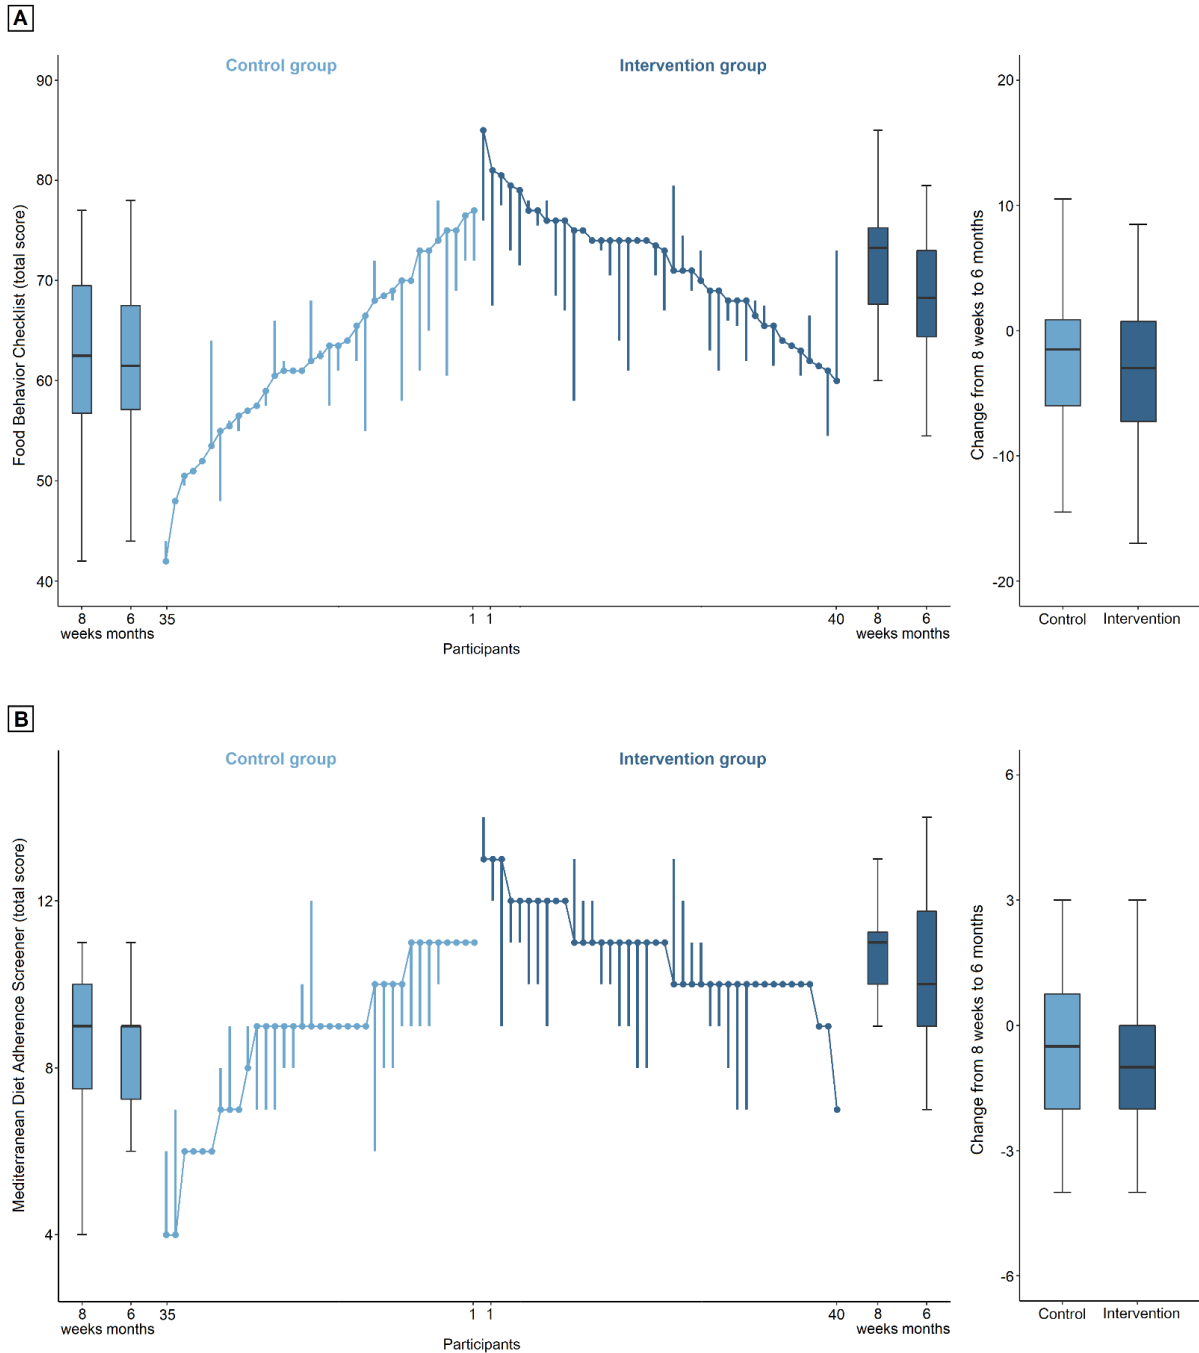 A
Control group
Intervention group
Food Behavior Checklist (total score)
90
80
70
60
50
40
8 weeks
6 months
35
1
1
40
8 weeks
6 months
Participants
Change from 8 weeks to 6 months
20
10
0
-10
-20
Control
Intervention
B
Control group
Intervention group
Mediterranean Diet Adherence Screener (total score)
12
8
4
8 weeks
6 months
35
1
1
40
8 weeks
6 months
Participants
Change from 8 weeks to 6 months
6
3
0
-3
-6
Control
Intervention